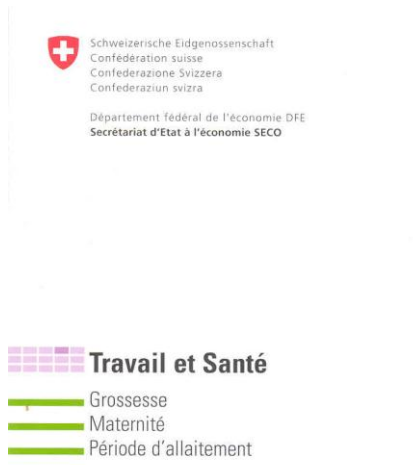 Schweizerische Eidgenossenschaft
Confédération suisse
Confederazione Svizzera
Confederaziun svizra
Département fédéral de l'économie DFE
Secrétariat d'Etat à l'économie SECO
Travail et Santé
Grossesse
Maternité
Période d'allaitement